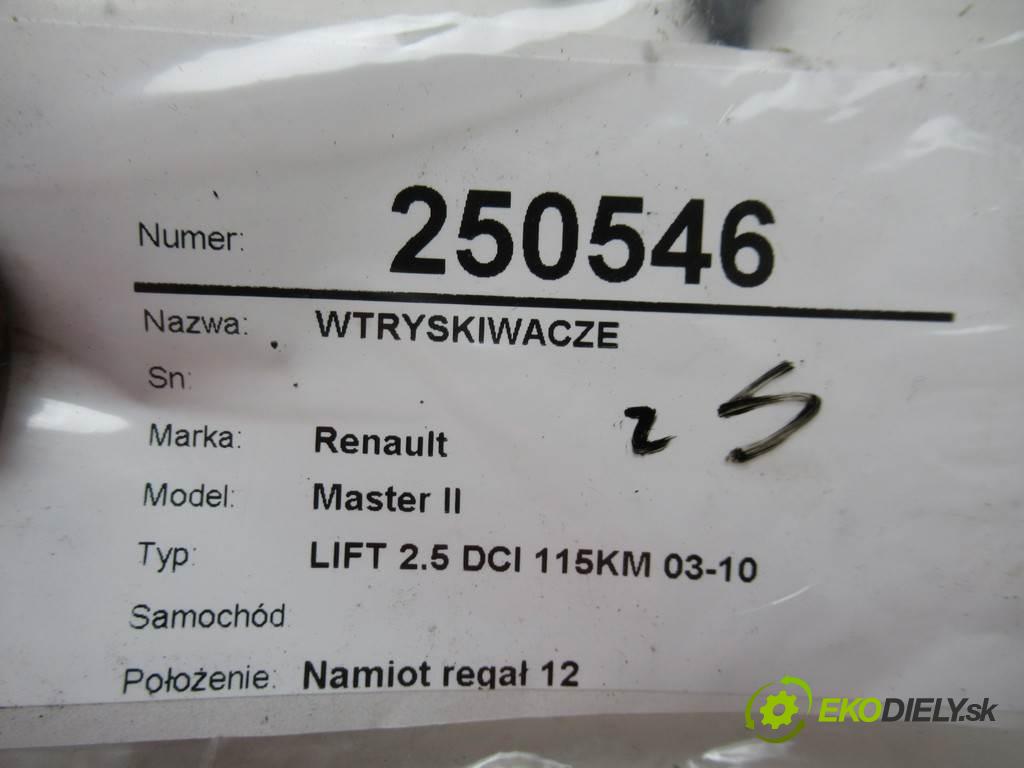 Numer: 250546
Nazwa: WTRYSKIWACZE
Sn:
25
Marka: Renault
Model: Master II
Typ: LIFT 2.5 DCI 115KM 03-10
Samochód
Położenie: Namiot regał 12
EKODIELY.sk